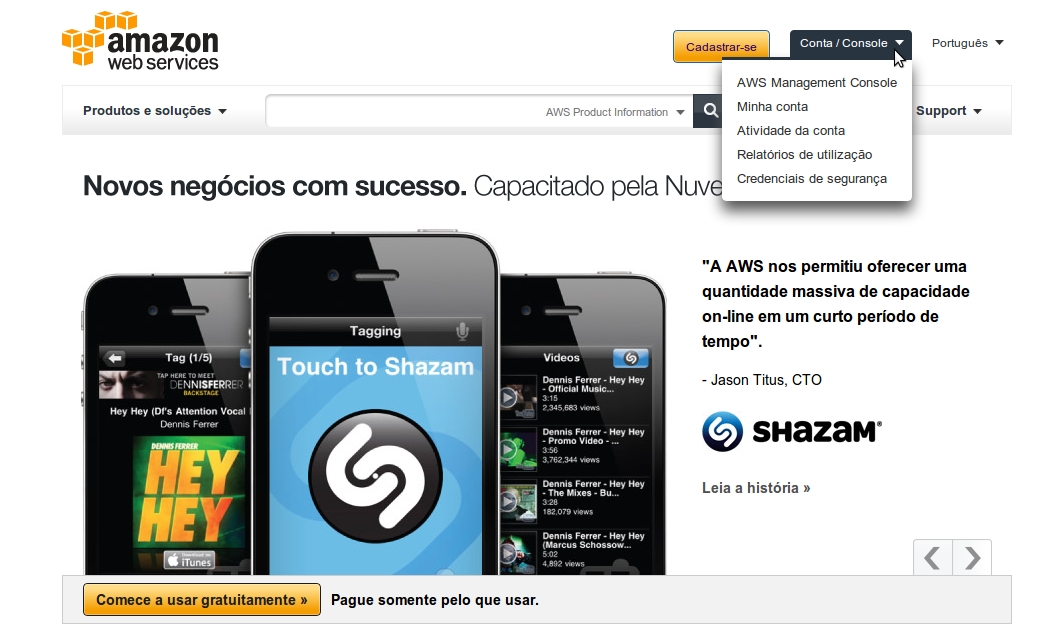 amazon
web services
Cadastrar-se
Conta / Console
Português
AWS Management Console
Minha conta
Atividade da conta
Relatórios de utilização
Credenciais de segurança
Produtos e soluções
AWS Product Information
Support
Novos negócios com sucesso. Capacitado pela Nuve
"A AWS nos permitiu oferecer uma
quantidade massiva de capacidade
on-line em um curto período de
tempo".
- Jason Titus, CTO
SHAZAM®
Leia a história »
Tag (1/5)
TAP HERE TO MEET
DENNISFERRER
BACKSTAGE
Hey Hey (Df's Attention Vocal
Dennis Ferrer
DENNIS FERRER
HEY
HEY
Download on
iTunes
Tagging
Touch to Shazam
Videos
Dennis Ferrer - Hey Hey
- Official Music...
3:15
2,345,683 views
Dennis Ferrer - Hey Hey
- Promo Video - ...
3:56
3,762,344 views
Dennis Ferrer - Hey Hey
- The Mixes - Bu...
3:28
182,079 views
Dennis Ferrer - Hey Hey
(Marcus Schossow...
5:02
4,892 views
Comece a usar gratuitamente »
Pague somente pelo que usar.